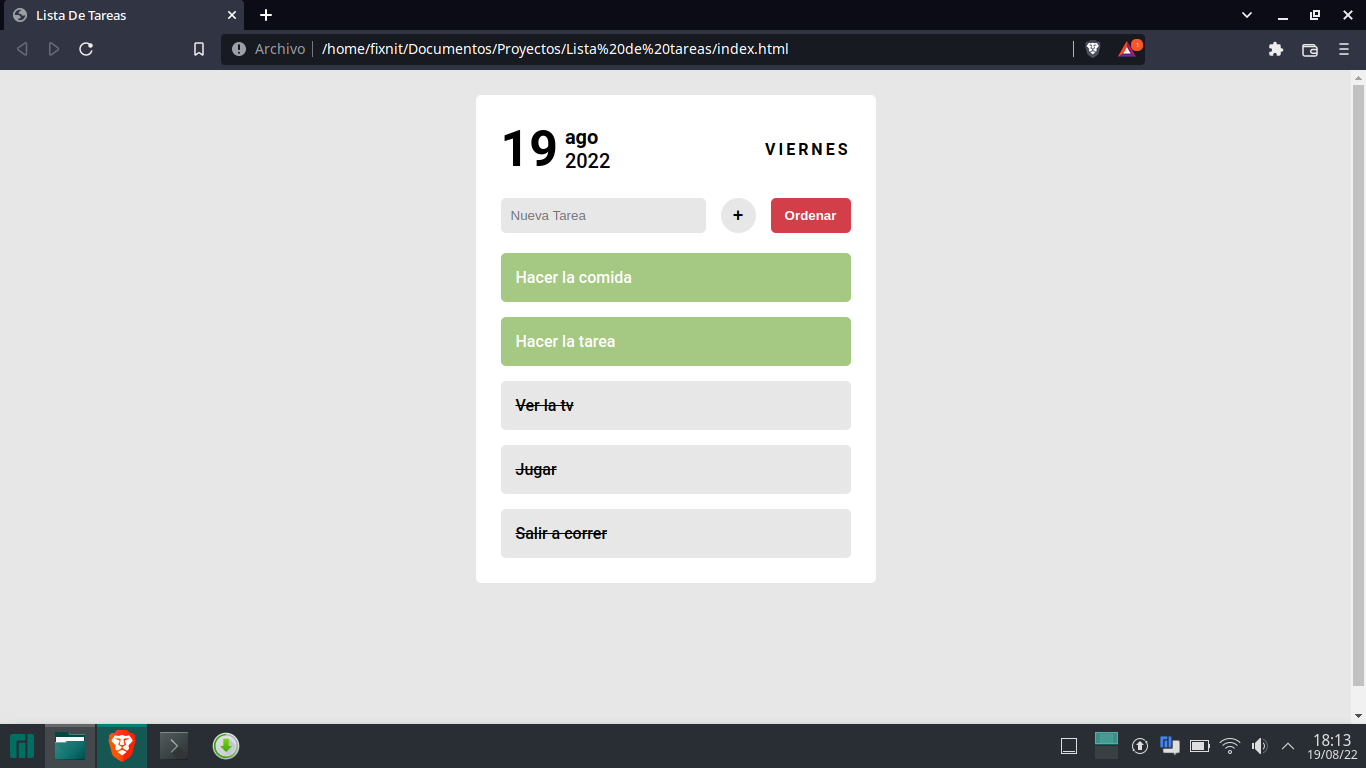 Lista De Tareas
Archivo /home/fixnit/Documentos/Proyectos/Lista%20de%20tareas/index.html
1
19 ago 2022
VIERNES
Nueva Tarea + Ordenar
Hacer la comida
Hacer la tarea
Ver la tv
Jugar
Salir a correr
18:13
19/08/22